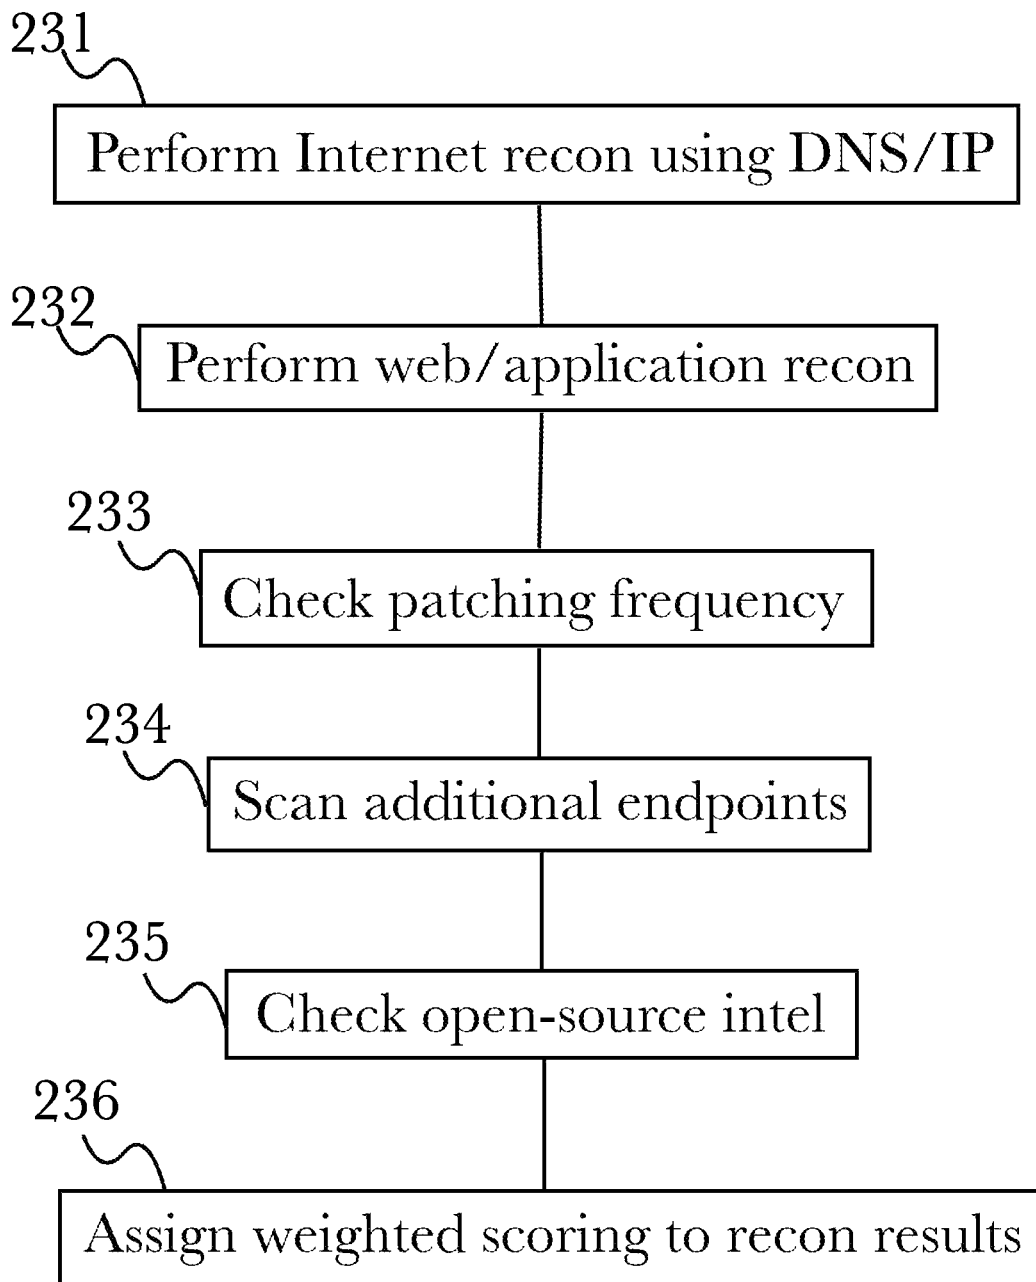 231
Perform Internet recon using DNS/IP
232
Perform web/application recon
233
Check patching frequency
234
Scan additional endpoints
235
Check open-source intel
236
Assign weighted scoring to recon results